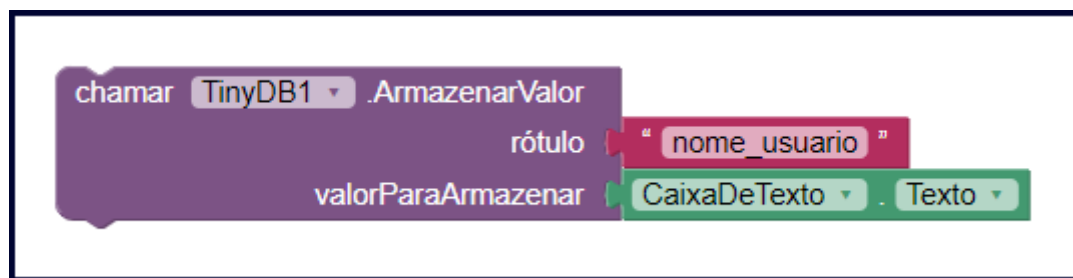 chamar TinyDB1 .ArmazenarValor
rótulo “ nome_usuario ”
valorParaArmazenar CaixaDeTexto . Texto